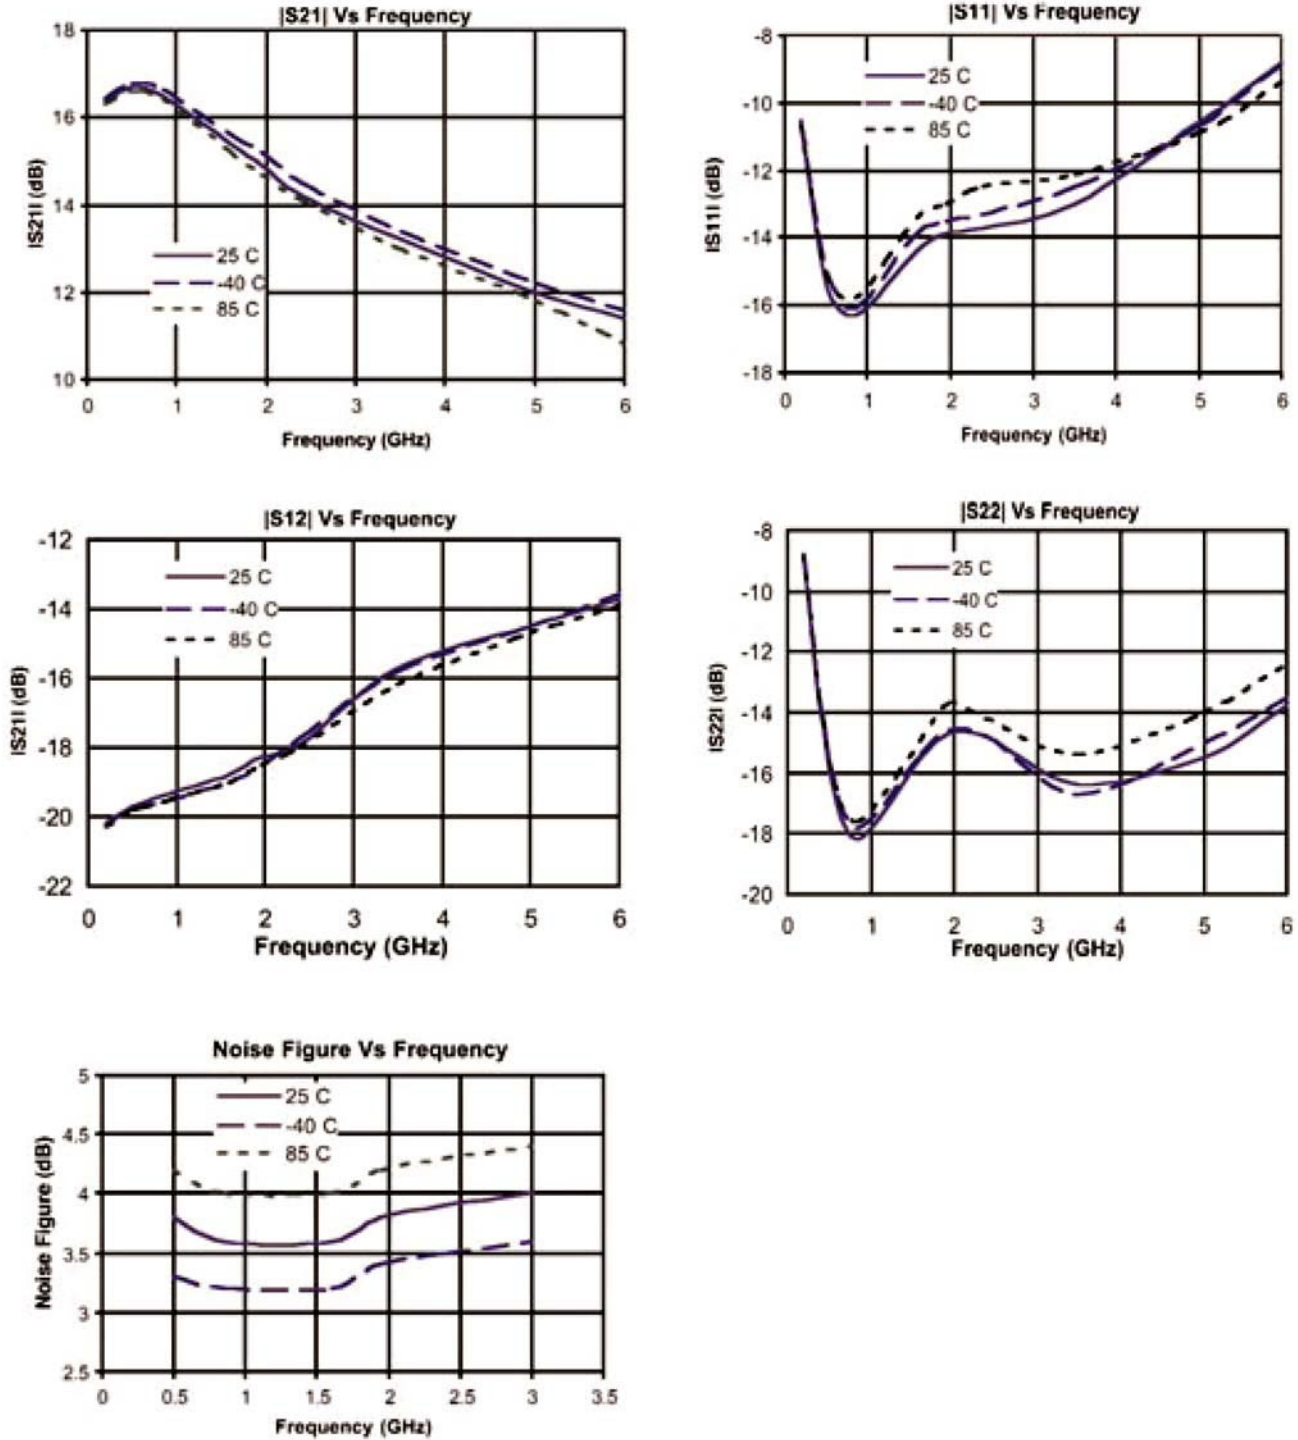 |S21| Vs Frequency
18
16
14
12
10
|S21| (dB)
25 C
-40 C
85 C
0 1 2 3 4 5 6
Frequency (GHz)
|S11| Vs Frequency
-8
-10
-12
-14
-16
-18
|S11| (dB)
25 C
-40 C
85 C
0 1 2 3 4 5 6
Frequency (GHz)
|S12| Vs Frequency
-12
-14
-16
-18
-20
-22
|S21| (dB)
25 C
-40 C
85 C
0 1 2 3 4 5 6
Frequency (GHz)
|S22| Vs Frequency
-8
-10
-12
-14
-16
-18
-20
|S22| (dB)
25 C
-40 C
85 C
0 1 2 3 4 5 6
Frequency (GHz)
Noise Figure Vs Frequency
5
4.5
4
3.5
3
2.5
Noise Figure (dB)
25 C
-40 C
85 C
0 0.5 1 1.5 2 2.5 3 3.5
Frequency (GHz)